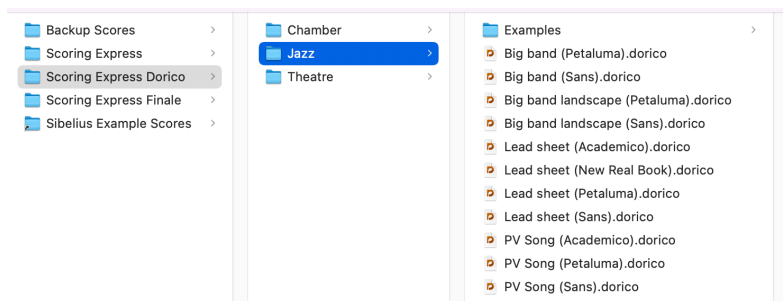 Backup Scores
Scoring Express
Scoring Express Dorico
Scoring Express Finale
Sibelius Example Scores
Chamber
Jazz
Theatre
Examples
Big band (Petaluma).dorico
Big band (Sans).dorico
Big band landscape (Petaluma).dorico
Big band landscape (Sans).dorico
Lead sheet (Academico).dorico
Lead sheet (New Real Book).dorico
Lead sheet (Petaluma).dorico
Lead sheet (Sans).dorico
PV Song (Academico).dorico
PV Song (Petaluma).dorico
PV Song (Sans).dorico